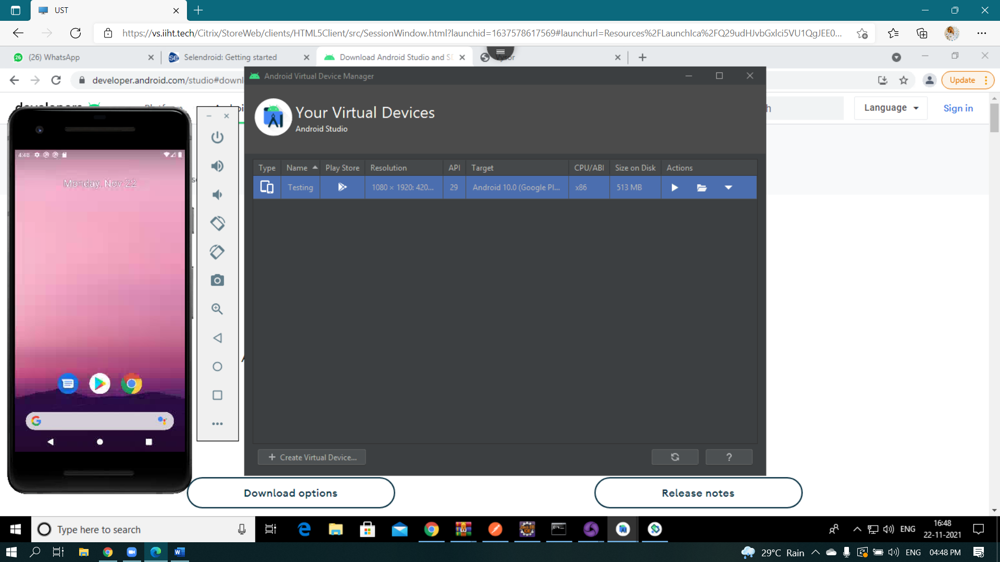 UST
https://vs.iiht.tech/Citrix/StoreWeb/clients/HTML5Client/src/SessionWindow.html?launchid=1637578617569#launchurl=Resources%2FLaunchIca%2FQ29udHJvbGxlci5VU1QgJEE0...
26 (26) WhatsApp
Se Selendroid: Getting started
Download Android Studio and SD
developer.android.com/studio#downl
Update
Android Virtual Device Manager
Language
Sign in
Your Virtual Devices
Android Studio
4:48
Monday, Nov 22
Type Name Play Store Resolution API Target CPU/ABI Size on Disk Actions
Testing 1080 × 1920: 420... 29 Android 10.0 (Google Pl... x86 513 MB
+ Create Virtual Device...
?
Download options
Release notes
Type here to search
ENG
16:48
22-11-2021
29°C Rain
ENG
04:48 PM